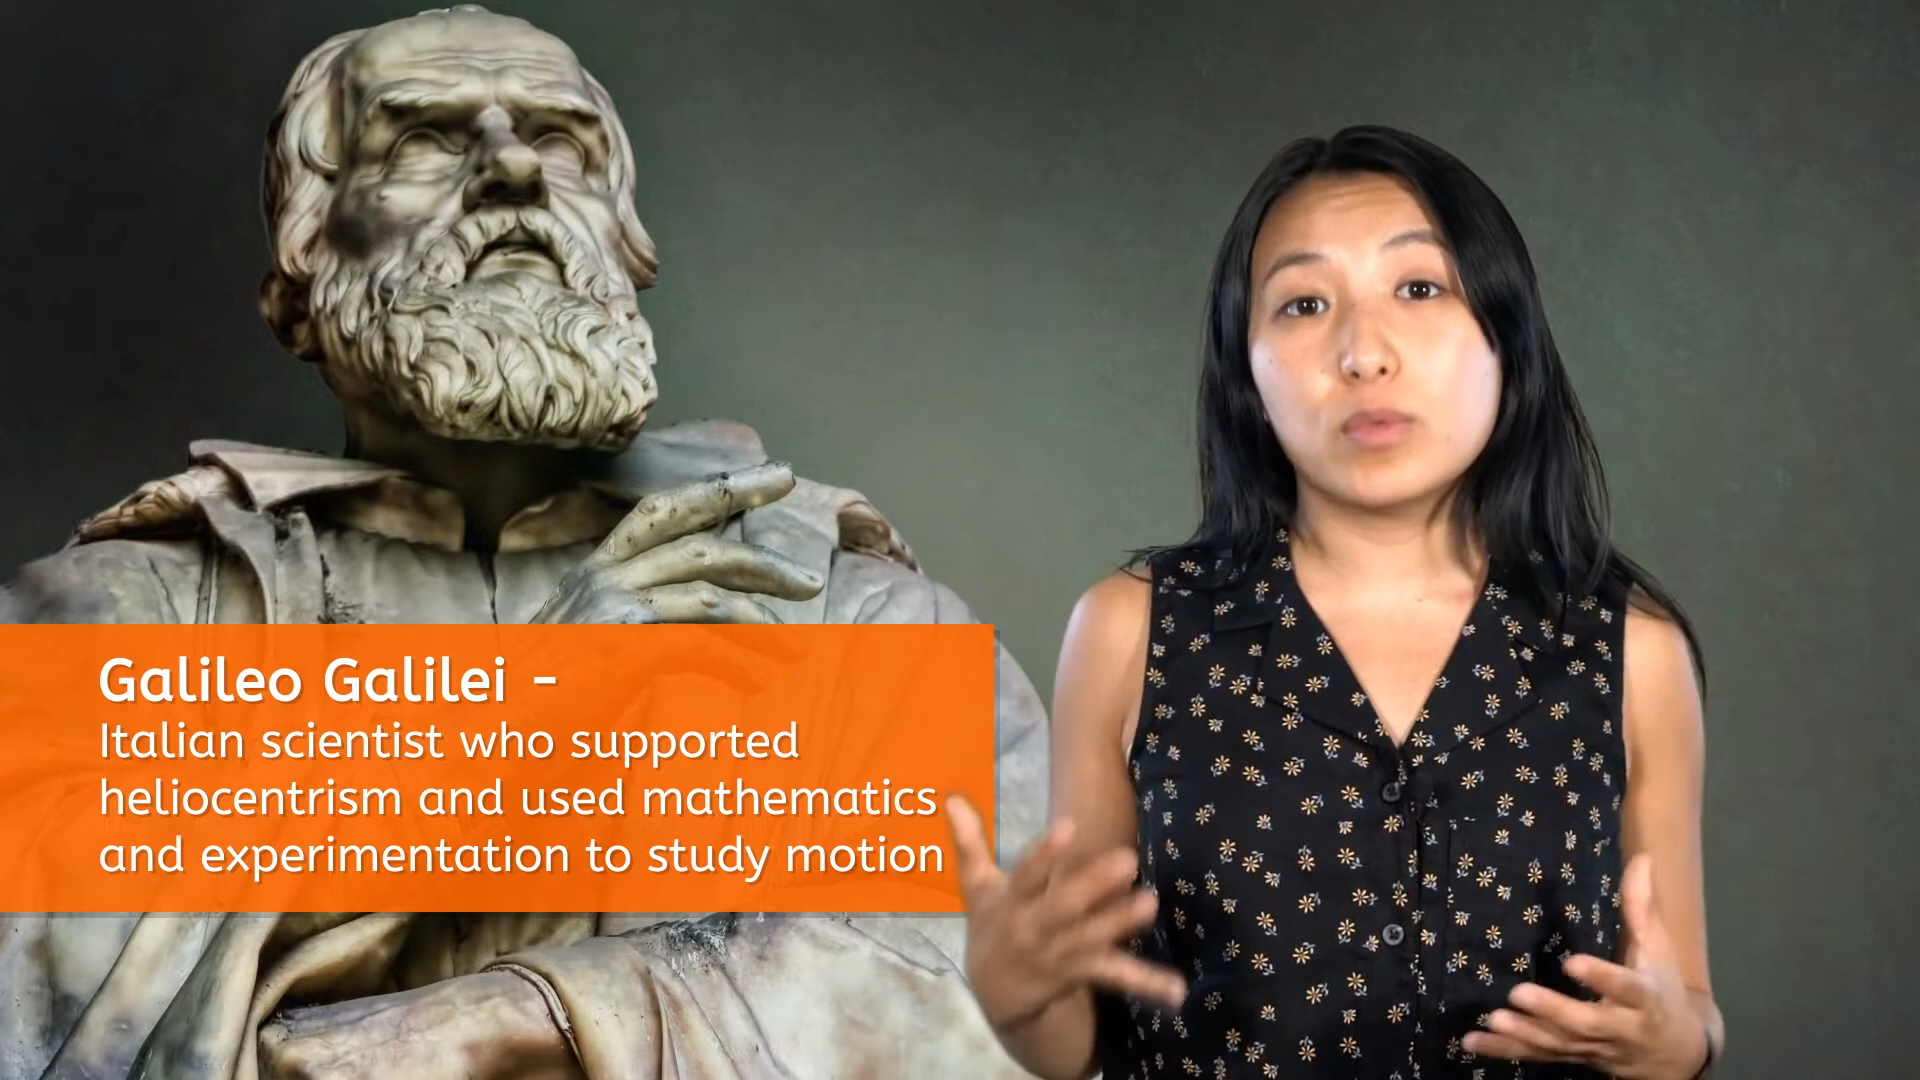 Galileo Galilei -
Italian scientist who supported
heliocentrism and used mathematics
and experimentation to study motion